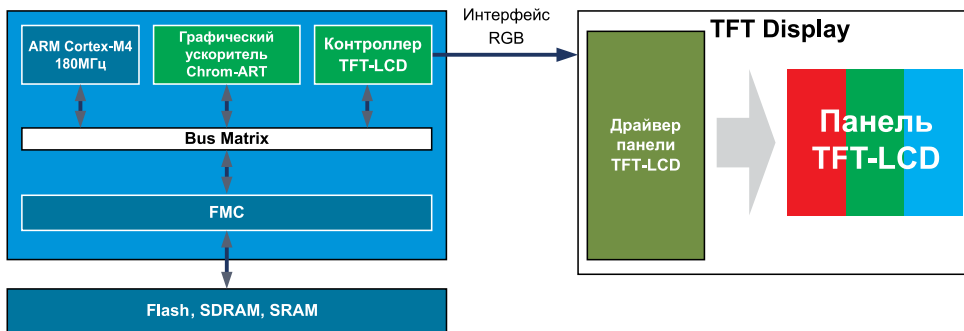 ARM Cortex-M4
180МГц
Графический
ускоритель
Chrom-ART
Контроллер
TFT-LCD
Интерфейс
RGB
TFT Display
Bus Matrix
Драйвер
панели
TFT-LCD
Панель
TFT-LCD
FMC
Flash, SDRAM, SRAM